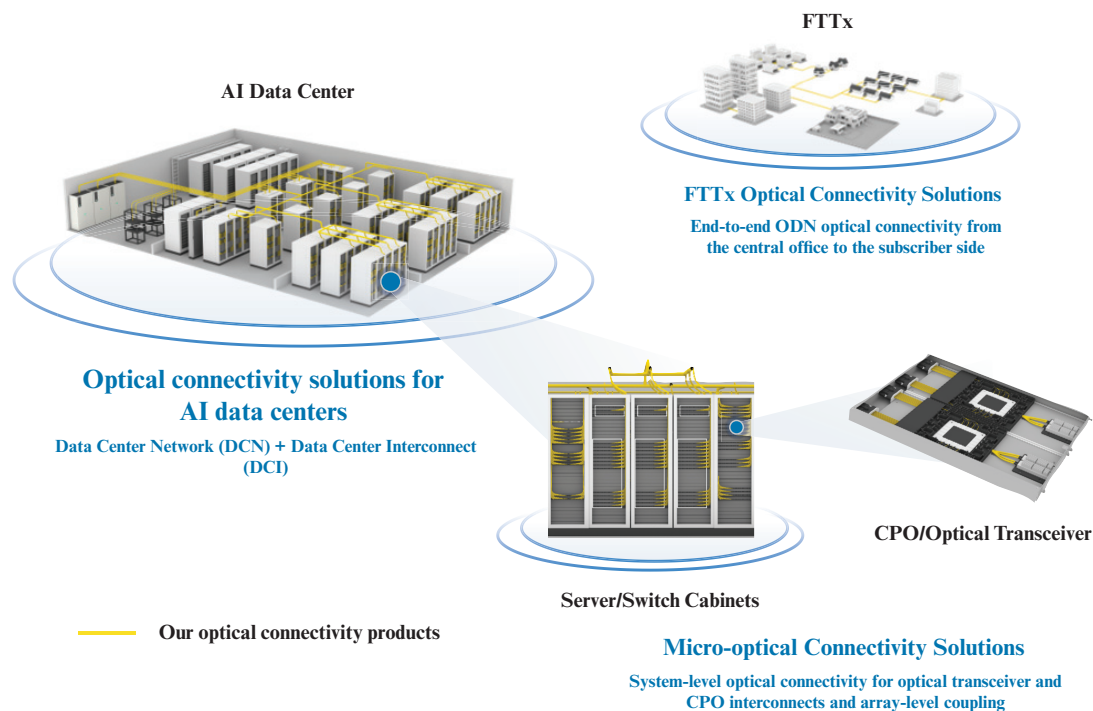 FTTx
AI Data Center
FTTx Optical Connectivity Solutions
End-to-end ODN optical connectivity from
the central office to the subscriber side
Optical connectivity solutions for
AI data centers
Data Center Network (DCN) + Data Center Interconnect
(DCI)
CPO/Optical Transceiver
Server/Switch Cabinets
Our optical connectivity products
Micro-optical Connectivity Solutions
System-level optical connectivity for optical transceiver and
CPO interconnects and array-level coupling